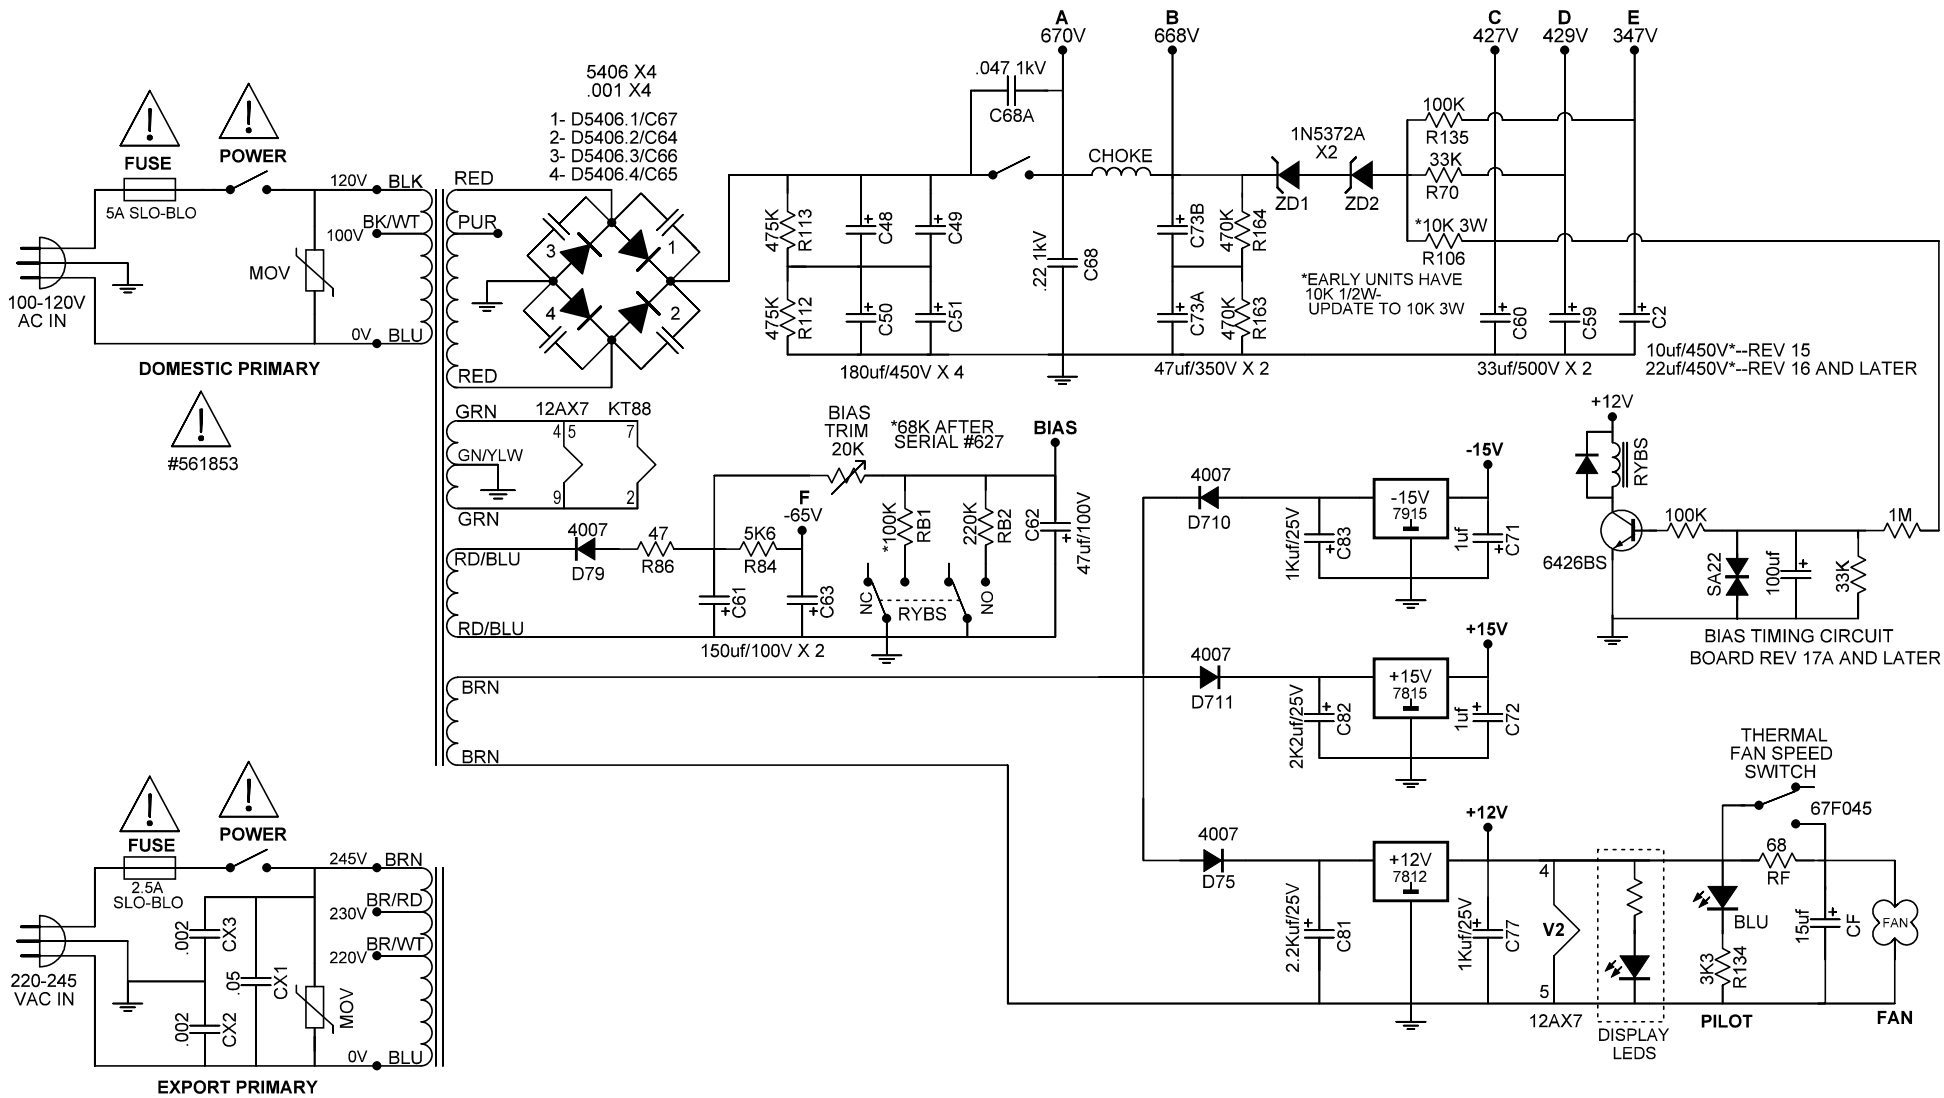 A
670V
B
668V
C
427V
D
429V
E
347V
5406 X4
.001 X4
1- D5406.1/C67
2- D5406.2/C64
3- D5406.3/C66
4- D5406.4/C65
.047 1kV
C68A
FUSE
5A SLO-BLO
POWER
120V
BLK
BK/WT
100V
MOV
100-120V
AC IN
0V
BLU
DOMESTIC PRIMARY
#561853
RED
PUR
RED
3
1
4
2
475K
R113
475K
R112
C48
C49
C50
C51
180uf/450V X 4
.22 1kV
C68
CHOKE
C73B
C73A
470K
R164
470K
R163
47uf/350V X 2
1N5372A
X2
ZD1
ZD2
100K
R135
33K
R70
*10K 3W
R106
*EARLY UNITS HAVE
10K 1/2W-
UPDATE TO 10K 3W
C60
C59
C2
33uf/500V X 2
10uf/450V*--REV 15
22uf/450V*--REV 16 AND LATER
GRN
GN/YLW
GRN
12AX7
KT88
4
5
7
9
2
BIAS
TRIM
20K
*68K AFTER
SERIAL #627
BIAS
F
-65V
4007
D79
47
R86
5K6
R84
RD/BLU
RD/BLU
C61
C63
150uf/100V X 2
*100K
RB1
220K
RB2
C62
47uf/100V
NC
RYBS
NO
4007
D710
-15V
7915
-15V
1Kuf/25V
C83
1uf
C71
+12V
RYBS
6426BS
100K
1M
SA22
100uf
33K
BIAS TIMING CIRCUIT
BOARD REV 17A AND LATER
BRN
BRN
4007
D711
+15V
7815
+15V
2K2uf/25V
C82
1uf
C72
4007
D75
+12V
7812
+12V
2.2Kuf/25V
C81
1Kuf/25V
C77
4
V2
5
12AX7
DISPLAY
LEDS
THERMAL
FAN SPEED
SWITCH
67F045
68
RF
BLU
3K3
R134
PILOT
15uf
CF
FAN
FAN
FUSE
2.5A
SLO-BLO
POWER
245V
BRN
BR/RD
230V
BR/WT
220V
.002
CX3
.05
CX1
.002
CX2
MOV
220-245
VAC IN
0V
BLU
EXPORT PRIMARY